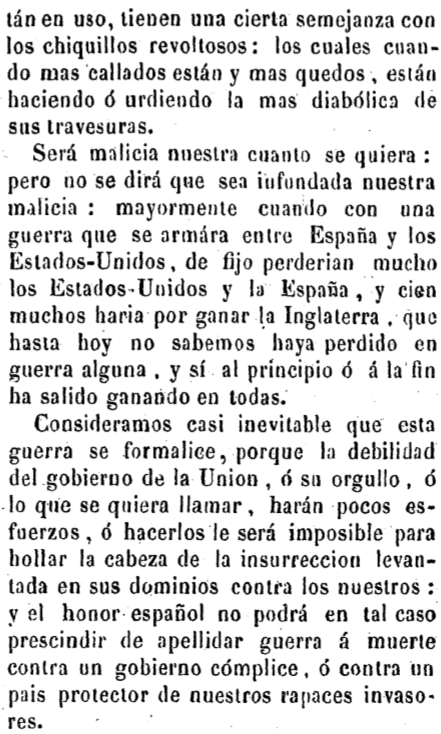 tán en uso, tienen una cierta semejanza con
los chiquillos revoltosos: los cuales cuan-
do mas callados están y mas quedos, están
haciendo ó urdiendo la mas diabólica de
sus travesuras.
Será malicia nuestra cuanto se quiera:
pero no se dirá que sea infundada nuestra
malicia: mayormente cuando con una
guerra que se armára entre España y los
Estados-Unidos, de fijo perderian mucho
los Estados-Unidos y la España, y cien
muchos haria por ganar la Inglaterra, que
hasta hoy no sabemos haya perdido en
guerra alguna, y sí al principio ó á la fin
ha salido ganando en todas.
Consideramos casi inevitable que esta
guerra se formalice, porque la debilidad
del gobierno de la Union, ó su orgullo, ó
lo que se quiera llamar, harán pocos es-
fuerzos, ó hacerlos le será imposible para
hollar la cabeza de la insurreccion levan-
tada en sus dominios contra los nuestros:
y el honor español no podrá en tal caso
prescindir de apellidar guerra á muerte
contra un gobierno cómplice, ó contra un
pais protector de nuestros rapaces invaso-
res.